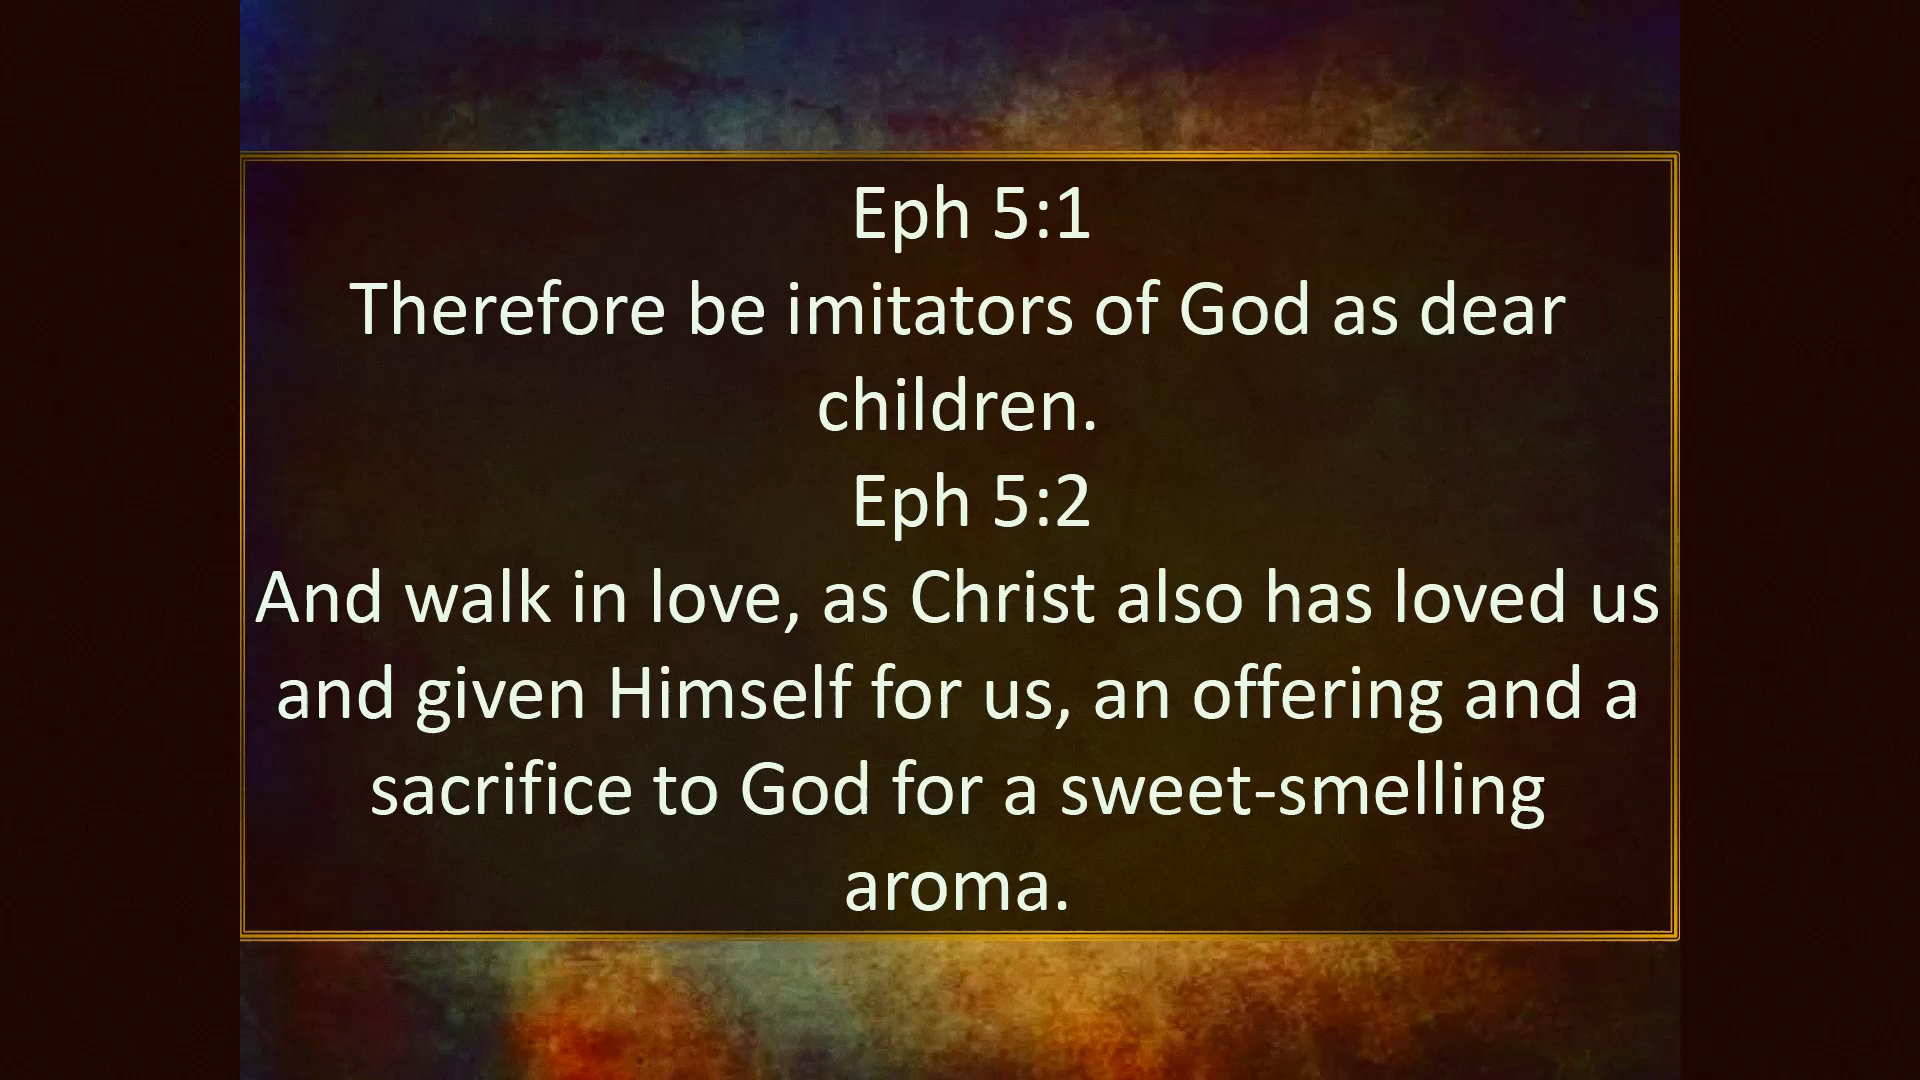 Eph 5:1
Therefore be imitators of God as dear
children.
Eph 5:2
And walk in love, as Christ also has loved us
and given Himself for us, an offering and a
sacrifice to God for a sweet-smelling
aroma.